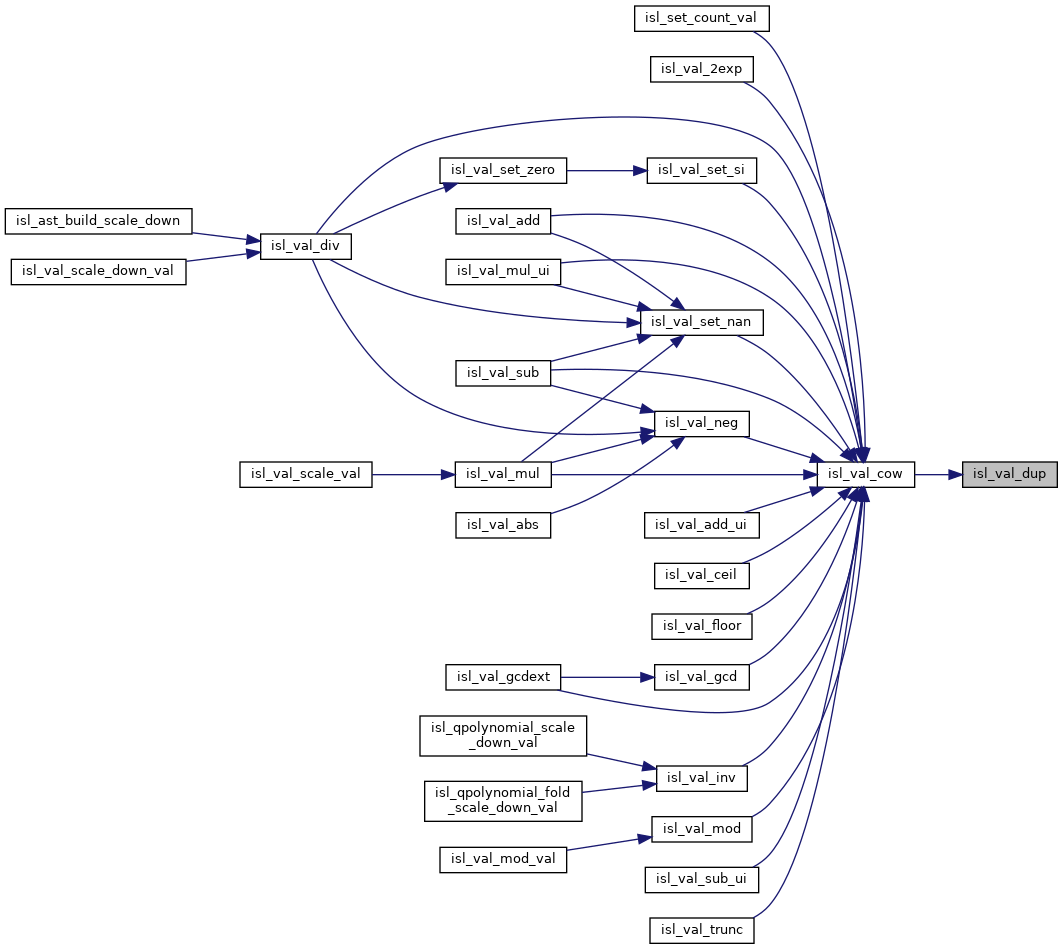 isl_set_count_val
isl_val_2exp
isl_val_set_zero
isl_val_set_si
isl_ast_build_scale_down
isl_val_add
isl_val_div
isl_val_scale_down_val
isl_val_mul_ui
isl_val_set_nan
isl_val_sub
isl_val_neg
isl_val_scale_val
isl_val_mul
isl_val_cow
isl_val_dup
isl_val_abs
isl_val_add_ui
isl_val_ceil
isl_val_floor
isl_val_gcdext
isl_val_gcd
isl_qpolynomial_scale
_down_val
isl_val_inv
isl_qpolynomial_fold
_scale_down_val
isl_val_mod
isl_val_mod_val
isl_val_sub_ui
isl_val_trunc